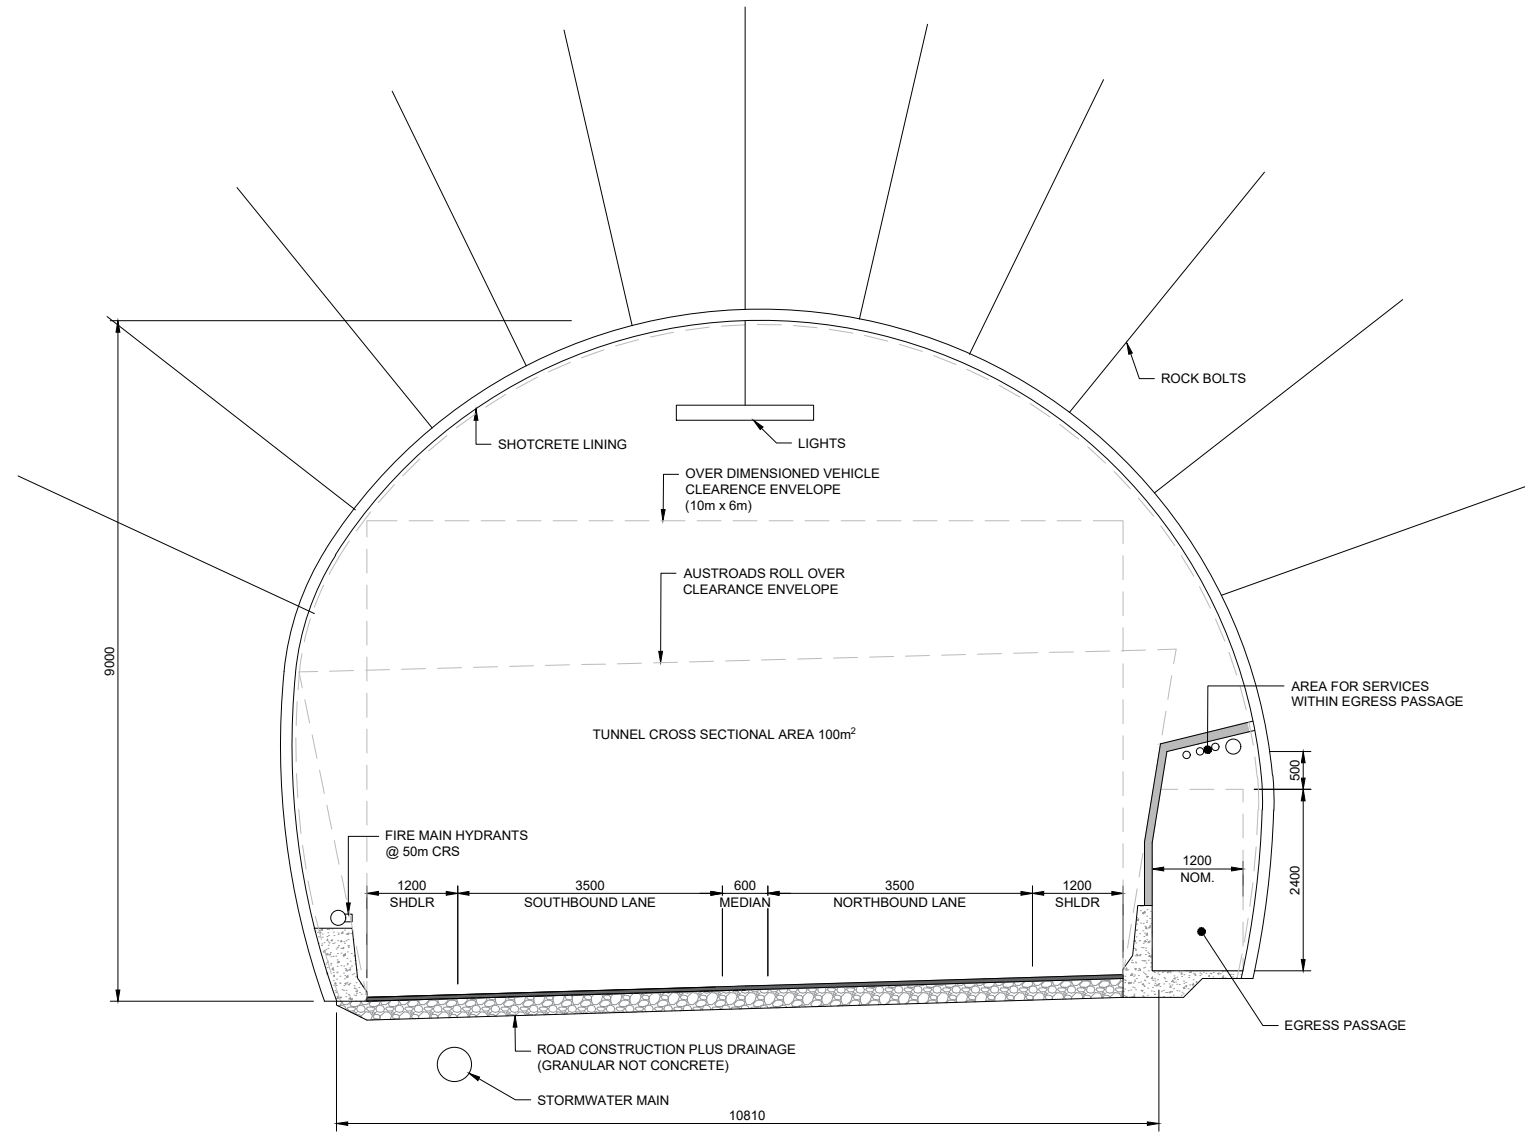 ROCK BOLTS
SHOTCRETE LINING
LIGHTS
OVER DIMENSIONED VEHICLE
CLEARENCE ENVELOPE
(10m x 6m)
AUSTROADS ROLL OVER
CLEARANCE ENVELOPE
9000
AREA FOR SERVICES
WITHIN EGRESS PASSAGE
TUNNEL CROSS SECTIONAL AREA 100m²
500
FIRE MAIN HYDRANTS
@ 50m CRS
1200
SHDLR
3500
SOUTHBOUND LANE
600
MEDIAN
3500
NORTHBOUND LANE
1200
SHLDR
1200
NOM.
2400
EGRESS PASSAGE
ROAD CONSTRUCTION PLUS DRAINAGE
(GRANULAR NOT CONCRETE)
STORMWATER MAIN
10810